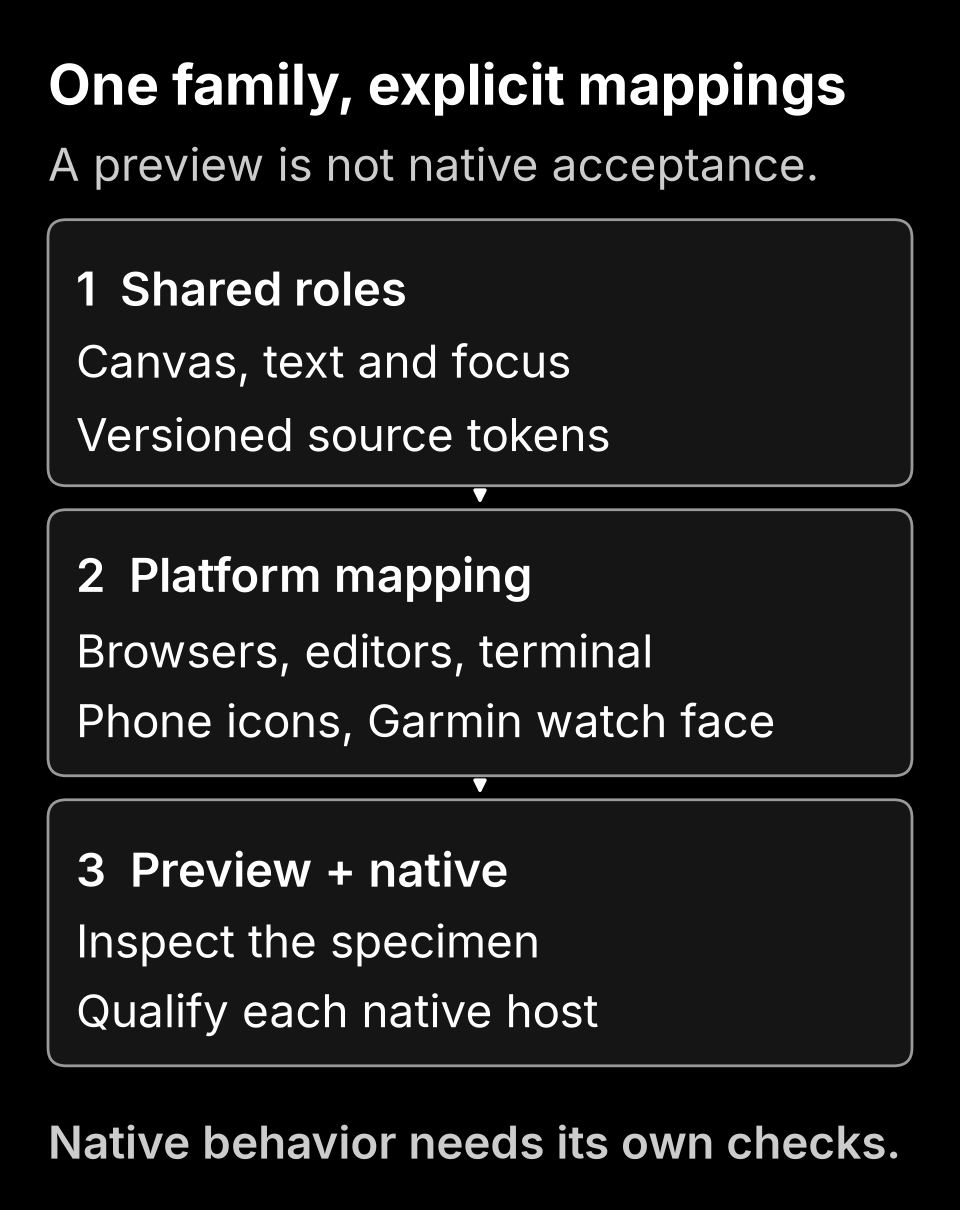 One family, explicit mappings
A preview is not native acceptance.
1 Shared roles
Canvas, text and focus
Versioned source tokens
2 Platform mapping
Browsers, editors, terminal
Phone icons, Garmin watch face
3 Preview + native
Inspect the specimen
Qualify each native host
Native behavior needs its own checks.